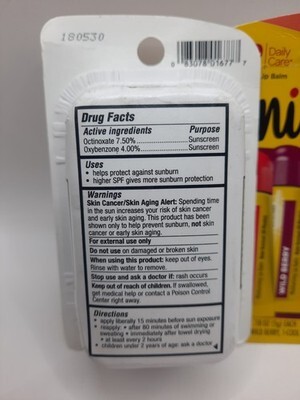 180530
8 83078 01677 7
Daily
Care
Lip Balm
Drug Facts
Active ingredients Purpose
Octinoxate 7.50%..........Sunscreen
Oxybenzone 4.00%..........Sunscreen
Uses
• helps protect against sunburn
• higher SPF gives more sunburn protection
Warnings
Skin Cancer/Skin Aging Alert: Spending time
in the sun increases your risk of skin cancer
and early skin aging. This product has been
shown only to help prevent sunburn, not skin
cancer or early skin aging.
For external use only
Do not use on damaged or broken skin
When using this product: keep out of eyes.
Rinse with water to remove.
Stop use and ask a doctor if: rash occurs
Keep out of reach of children. If swallowed,
get medical help or contact a Poison Control
Center right away.
Directions
• apply liberally 15 minutes before sun exposure
• reapply: • after 80 minutes of swimming or
sweating • immediately after towel drying
• at least every 2 hours
• children under 2 years of age: ask a doctor
WILD BERRY